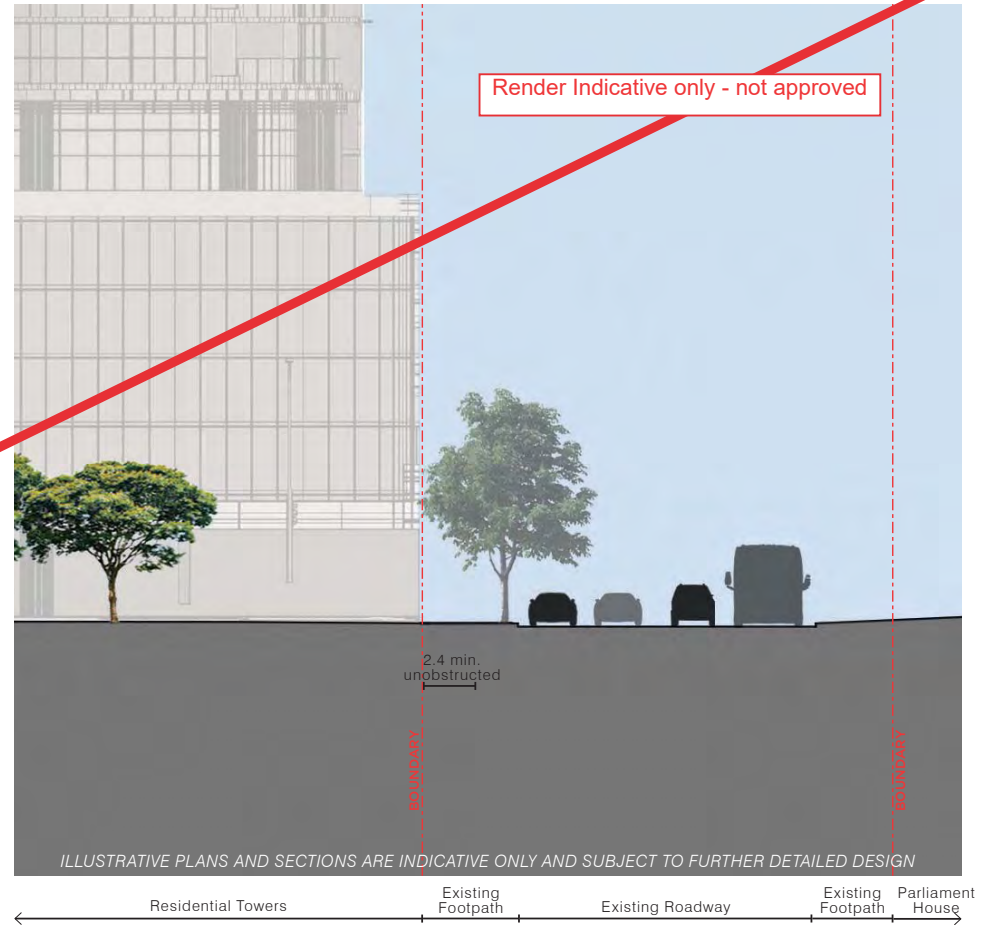 Render Indicative only - not approved
2.4 min.
unobstructed
BOUNDARY
BOUNDARY
ILLUSTRATIVE PLANS AND SECTIONS ARE INDICATIVE ONLY AND SUBJECT TO FURTHER DETAILED DESIGN
Residential Towers
Existing
Footpath
Existing Roadway
Existing
Footpath
Parliament
House